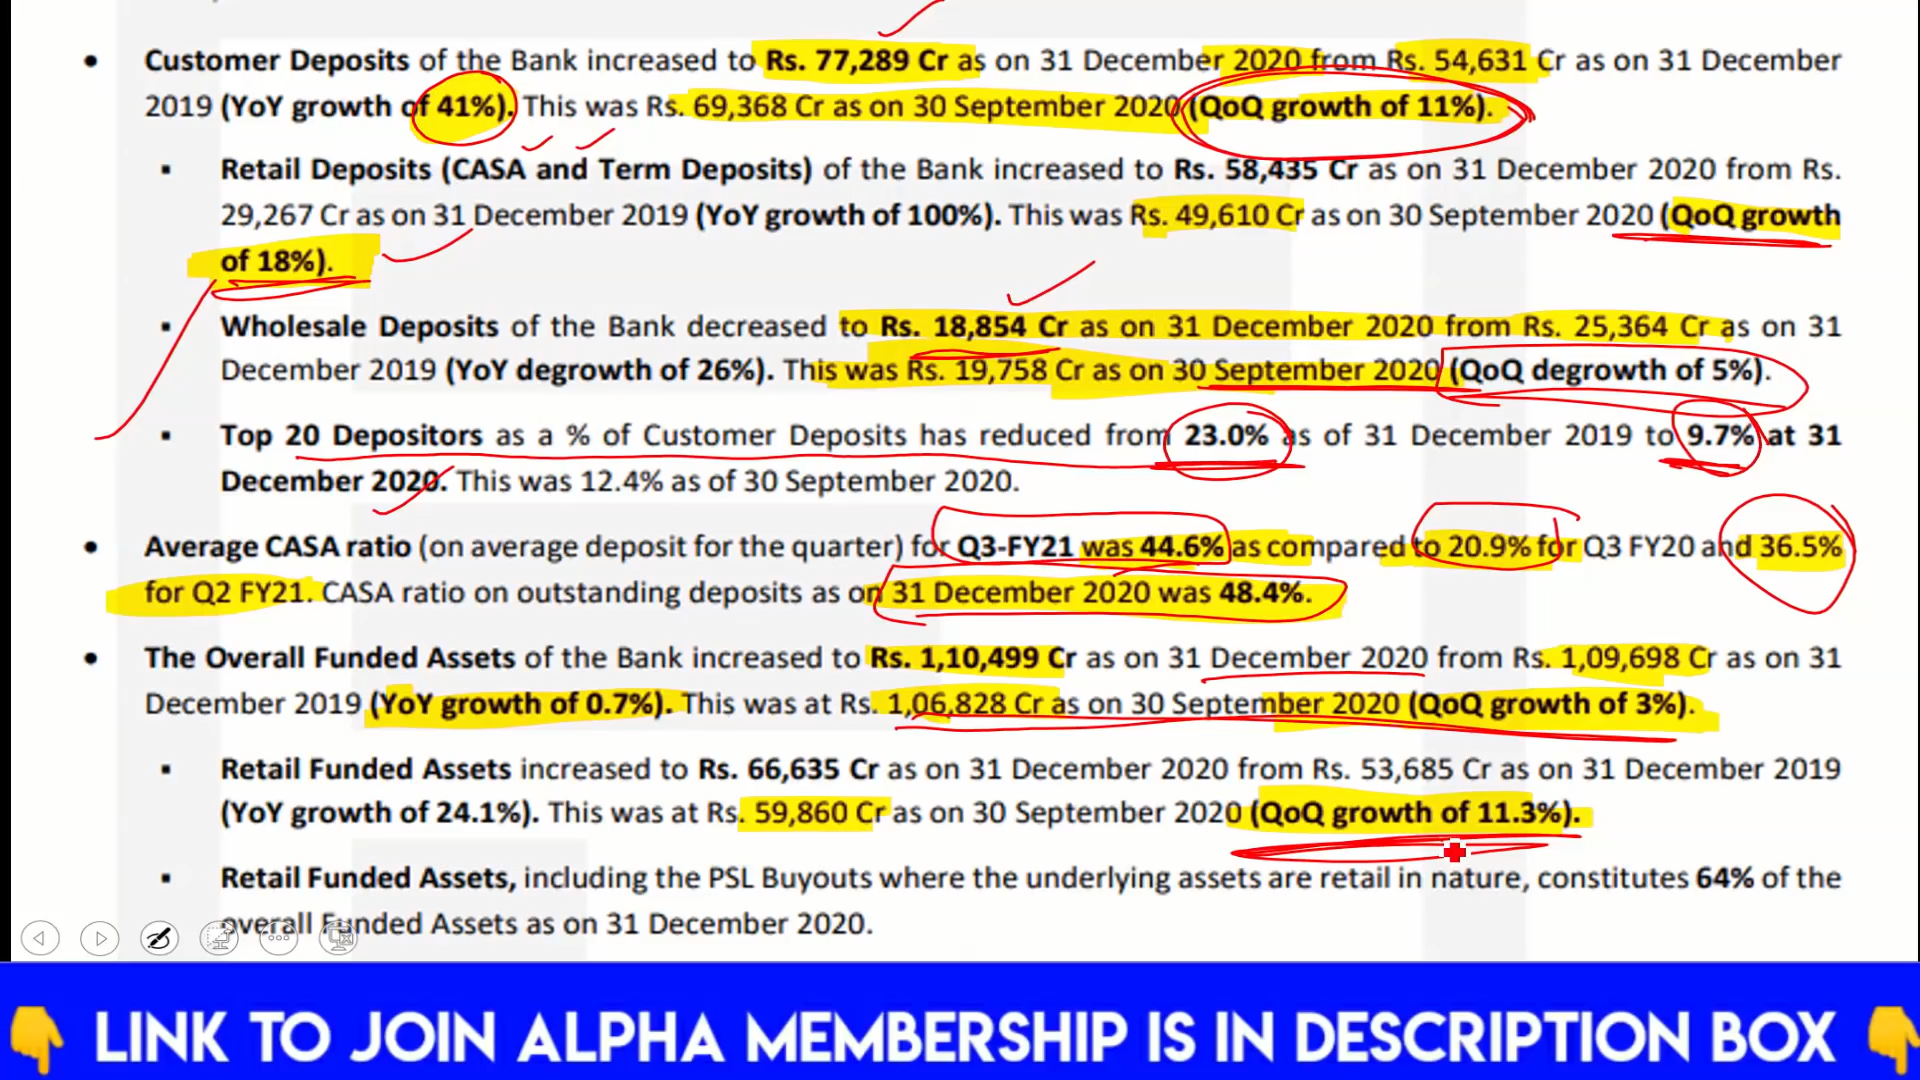 • Customer Deposits of the Bank increased to Rs. 77,289 Cr as on 31 December 2020 from Rs. 54,631 Cr as on 31 December
2019 (YoY growth of 41%). This was Rs. 69,368 Cr as on 30 September 2020 (QoQ growth of 11%).
▪ Retail Deposits (CASA and Term Deposits) of the Bank increased to Rs. 58,435 Cr as on 31 December 2020 from Rs.
29,267 Cr as on 31 December 2019 (YoY growth of 100%). This was Rs. 49,610 Cr as on 30 September 2020 (QoQ growth
of 18%).
▪ Wholesale Deposits of the Bank decreased to Rs. 18,854 Cr as on 31 December 2020 from Rs. 25,364 Cr as on 31
December 2019 (YoY degrowth of 26%). This was Rs. 19,758 Cr as on 30 September 2020 (QoQ degrowth of 5%).
▪ Top 20 Depositors as a % of Customer Deposits has reduced from 23.0% as of 31 December 2019 to 9.7% at 31
December 2020. This was 12.4% as of 30 September 2020.
• Average CASA ratio (on average deposit for the quarter) for Q3-FY21 was 44.6% as compared to 20.9% for Q3 FY20 and 36.5%
for Q2 FY21. CASA ratio on outstanding deposits as on 31 December 2020 was 48.4%.
• The Overall Funded Assets of the Bank increased to Rs. 1,10,499 Cr as on 31 December 2020 from Rs. 1,09,698 Cr as on 31
December 2019 (YoY growth of 0.7%). This was at Rs. 1,06,828 Cr as on 30 September 2020 (QoQ growth of 3%).
▪ Retail Funded Assets increased to Rs. 66,635 Cr as on 31 December 2020 from Rs. 53,685 Cr as on 31 December 2019
(YoY growth of 24.1%). This was at Rs. 59,860 Cr as on 30 September 2020 (QoQ growth of 11.3%).
▪ Retail Funded Assets, including the PSL Buyouts where the underlying assets are retail in nature, constitutes 64% of the
overall Funded Assets as on 31 December 2020.
👇 LINK TO JOIN ALPHA MEMBERSHIP IS IN DESCRIPTION BOX 👇